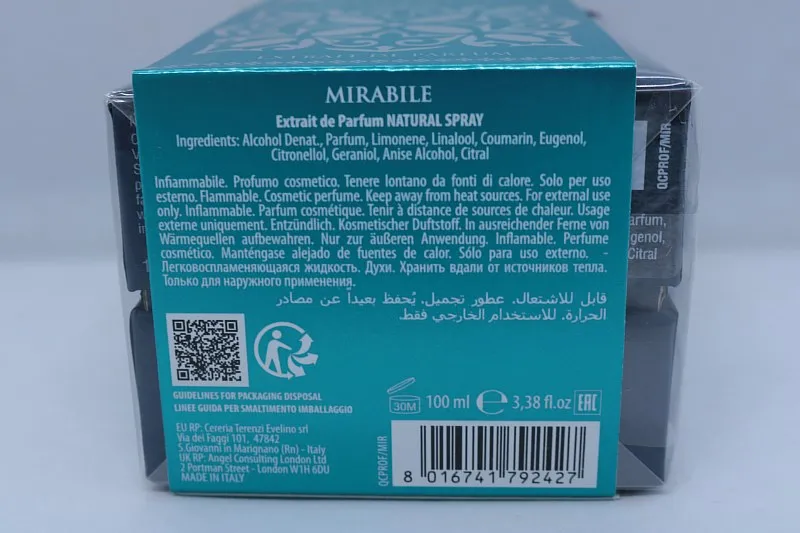 EXTRAIT DE PARFUM
MIRABILE
Extrait de Parfum NATURAL SPRAY
Ingredients: Alcohol Denat., Parfum, Limonene, Linalool, Coumarin, Eugenol,
Citronellol, Geraniol, Anise Alcohol, Citral
Infiammabile. Profumo cosmetico. Tenere lontano da fonti di calore. Solo per uso
esterno. Flammable. Cosmetic perfume. Keep away from heat sources. For external use
only. Inflammable. Parfum cosmétique. Tenir à distance de sources de chaleur. Usage
externe uniquement. Entzündlich. Kosmetischer Duftstoff. In ausreichender Ferne von
Wärmequellen aufbewahren. Nur zur äußeren Anwendung. Inflamable. Perfume
cosmético. Manténgase alejado de fuentes de calor. Sólo para uso externo. -
Легковоспламеняющаяся жидкость. Духи. Хранить вдали от источников тепла.
Только для наружного применения.
قابل للاشتعال. عطور تجميل. يُحفظ بعيداً عن مصادر
الحرارة. للاستخدام الخارجي فقط.
GUIDELINES FOR PACKAGING DISPOSAL
LINEE GUIDA PER SMALTIMENTO IMBALLAGGIO
EU RP: Cereria Terenzi Evelino srl
Via dei Faggi 101, 47842
S.Giovanni in Marignano (Rn) - Italy
UK RP: Angel Consulting London Ltd
2 Portman Street - London W1H 6DU
MADE IN ITALY
30M 100 ml e 3,38 fl.oz EAC
QCPROF/MIR
8 016741 792427
QCPROF/MIR
arfum,
genol,
Citral